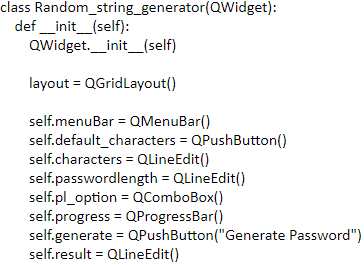 class Random_string_generator(QWidget):
def __init__(self):
QWidget.__init__(self)
layout = QGridLayout()
self.menuBar = QMenuBar()
self.default_characters = QPushButton()
self.characters = QLineEdit()
self.passwordlength = QLineEdit()
self.pl_option = QComboBox()
self.progress = QProgressBar()
self.generate = QPushButton("Generate Password")
self.result = QLineEdit()